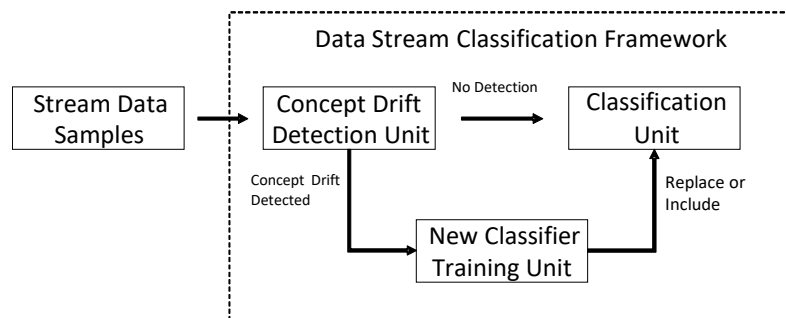 Data Stream Classification Framework
Stream Data
Samples
Concept Drift
Detection Unit
No Detection
Classification
Unit
Concept Drift
Detected
Replace or
Include
New Classifier
Training Unit